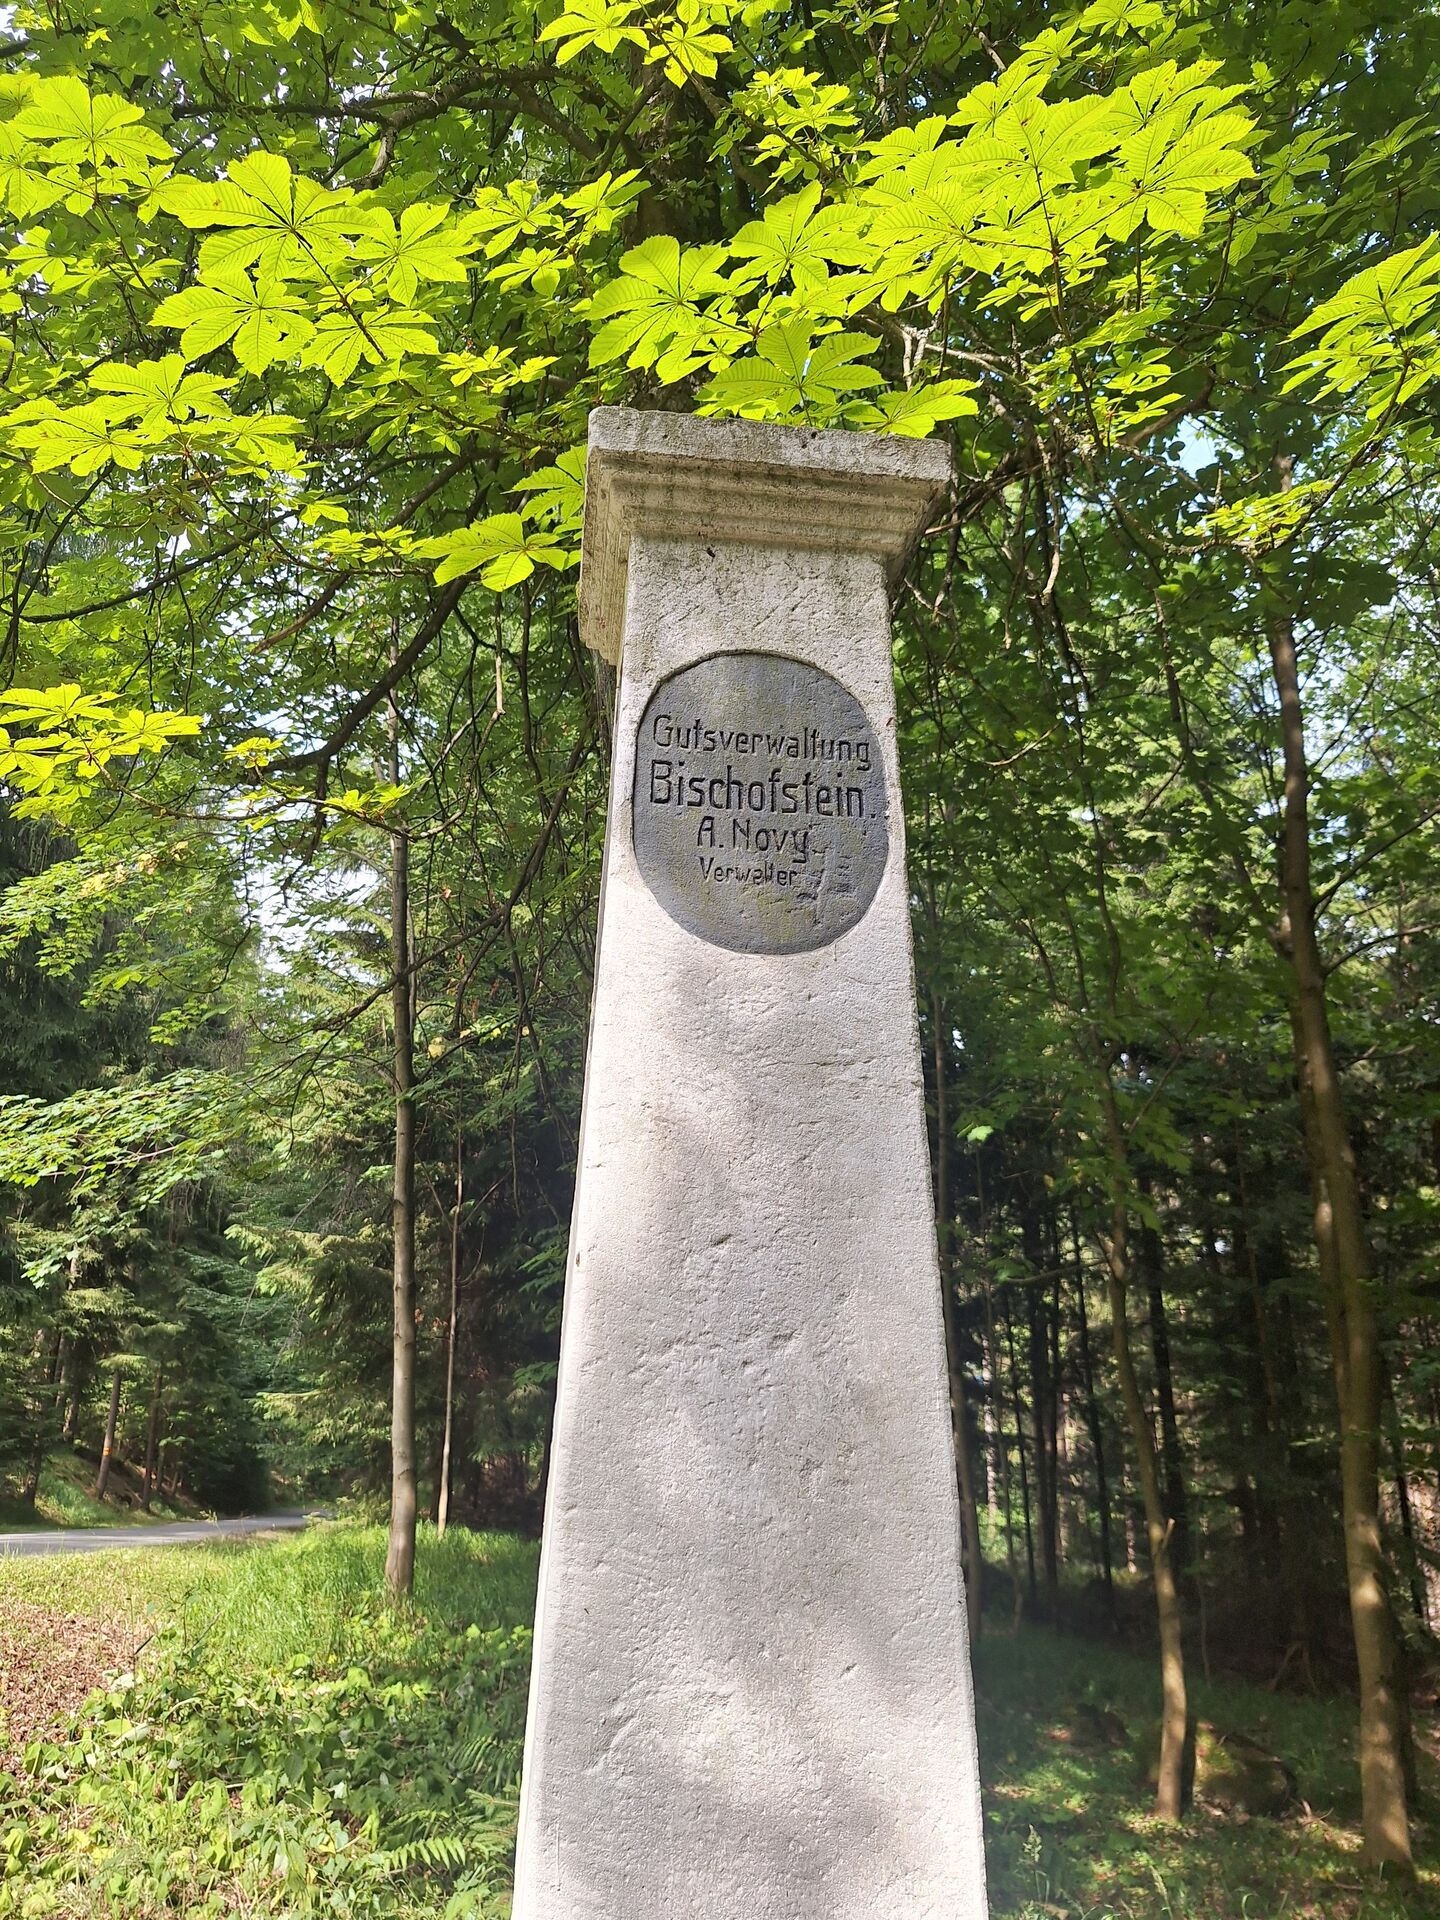 Gutsverwaltung
Bischofstein.
A. Novy
Verwalter